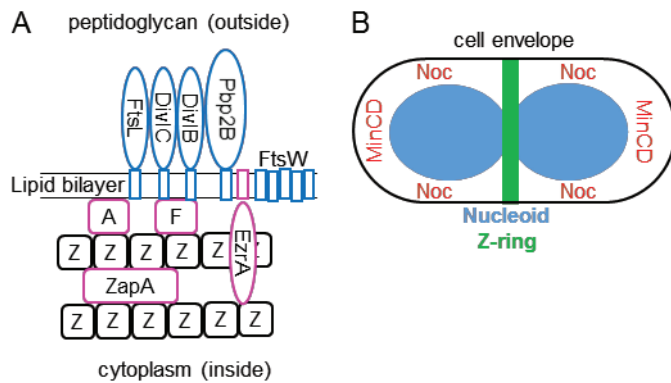 A
peptidoglycan (outside)
FtsL
DivIC
DivIB
Pbp2B
FtsW
Lipid bilayer
A
F
EzrA
Z Z Z Z Z Z
ZapA
Z Z Z Z Z Z
cytoplasm (inside)
B
cell envelope
Noc Noc
MinCD
MinCD
Noc Noc
Nucleoid
Z-ring